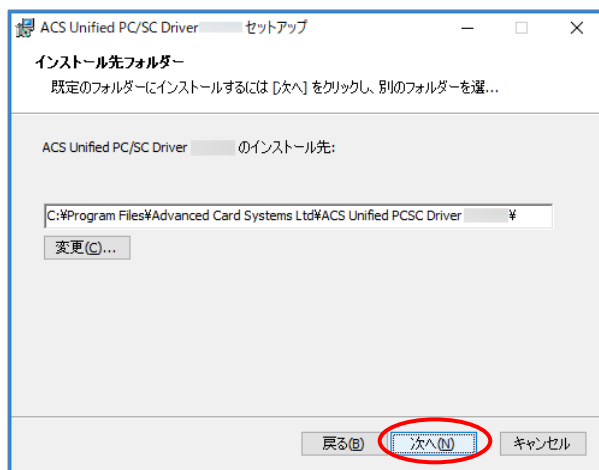 ACS Unified PC/SC Driver セットアップ
インストール先フォルダー
既定のフォルダーにインストールするには [次へ] をクリックし、別のフォルダーを選...
ACS Unified PC/SC Driver のインストール先:
C:¥Program Files¥Advanced Card Systems Ltd¥ACS Unified PCSC Driver ¥
変更(C)...
戻る(B) 次へ(N) キャンセル